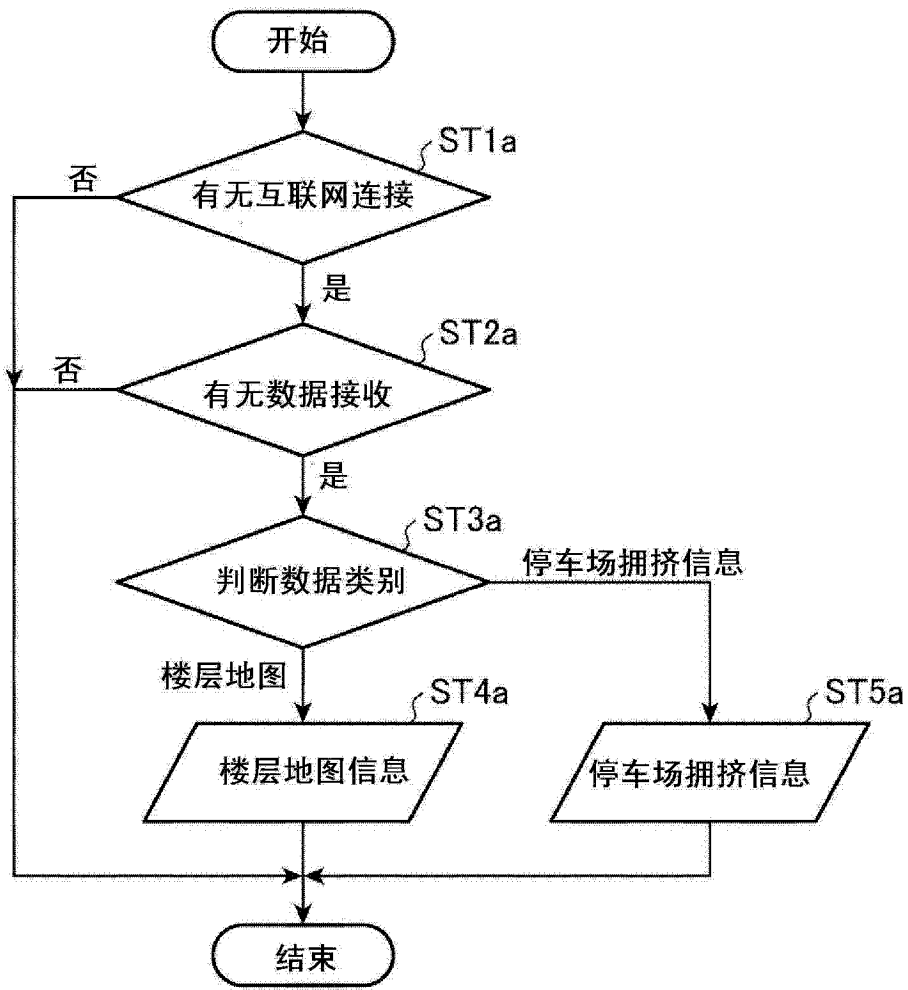 开始
ST1a
否
有无互联网连接
是
ST2a
否
有无数据接收
是
ST3a
停车场拥挤信息
判断数据类别
楼层地图
ST4a
ST5a
楼层地图信息
停车场拥挤信息
结束